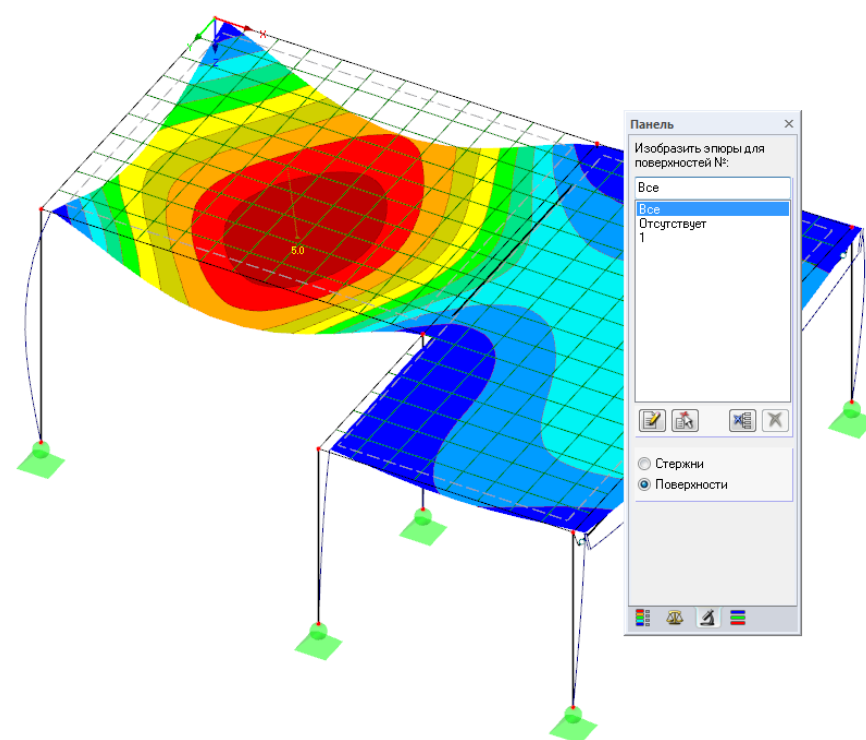 X
Y
Z
5.0
Панель
Изобразить эпюры для
поверхностей №:
Все
Все
Отсутствует
1
Стержни
Поверхности